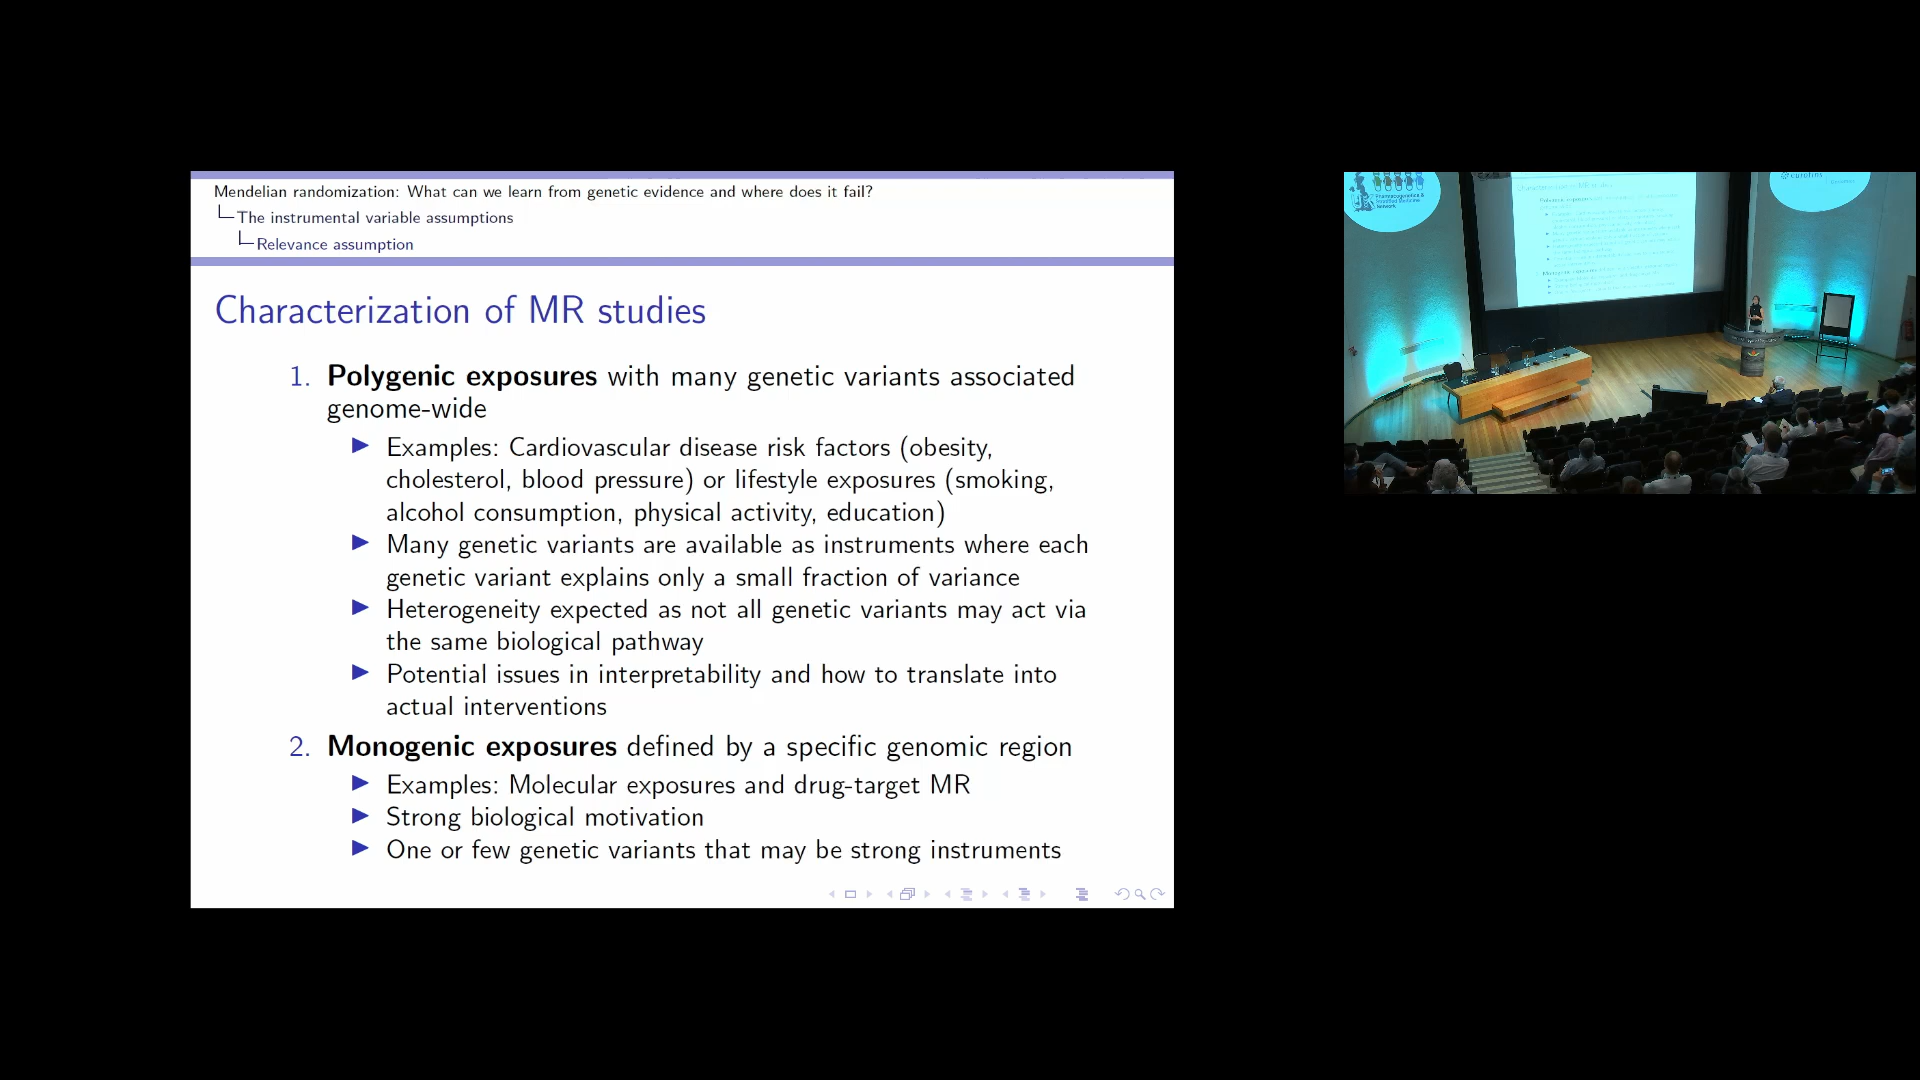 Mendelian randomization: What can we learn from genetic evidence and where does it fail?
The instrumental variable assumptions
Relevance assumption
Characterization of MR studies
1. Polygenic exposures with many genetic variants associated
genome-wide
Examples: Cardiovascular disease risk factors (obesity,
cholesterol, blood pressure) or lifestyle exposures (smoking,
alcohol consumption, physical activity, education)
Many genetic variants are available as instruments where each
genetic variant explains only a small fraction of variance
Heterogeneity expected as not all genetic variants may act via
the same biological pathway
Potential issues in interpretability and how to translate into
actual interventions
2. Monogenic exposures defined by a specific genomic region
Examples: Molecular exposures and drug-target MR
Strong biological motivation
One or few genetic variants that may be strong instruments
Pharmacogenetics &
Stratified Medicine
Network
eurofins